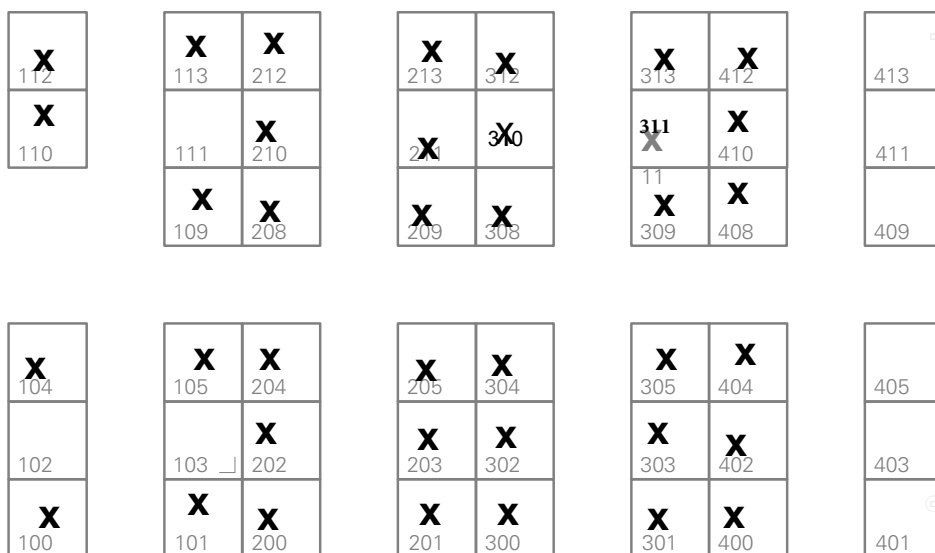 X X X X X X X
112 113 212 213 312 313 412 413
X X X X X 311 X
110 111 210 211 310 X 410 411
11
X X X X X X
109 208 209 308 309 408 409
X X X X X X X
104 105 204 205 304 305 404 405
X X X X X
102 103 202 203 302 303 402 403
X X X X X X X
100 101 200 201 300 301 400 401